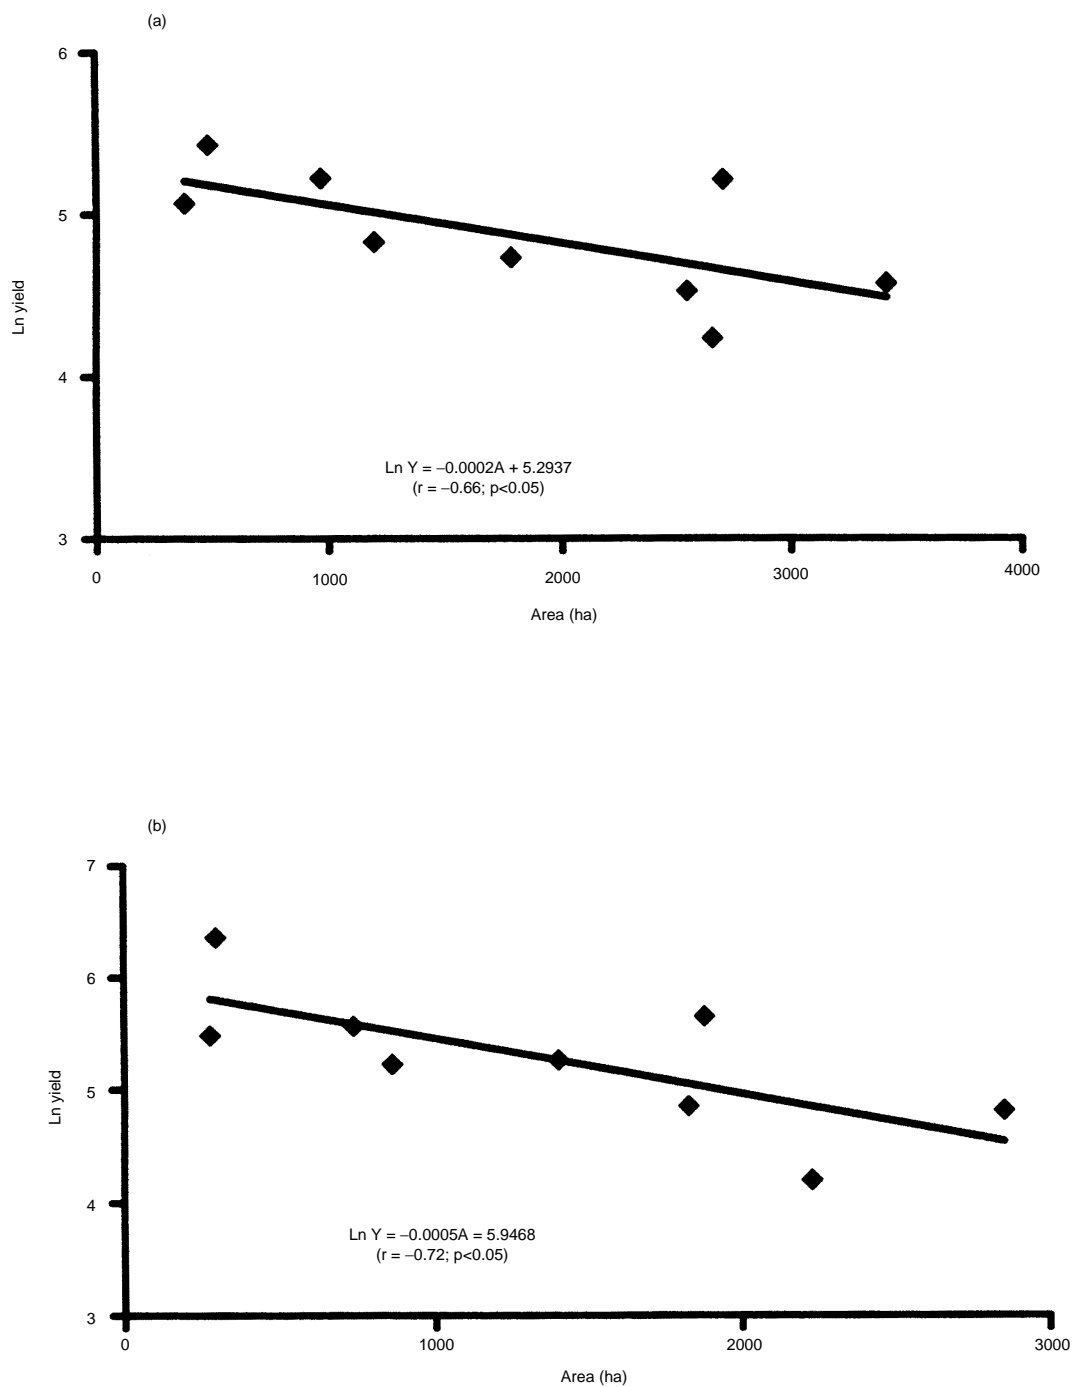 (a)
6
5
4
3
Ln yield
Ln Y = −0.0002A + 5.2937
(r = −0.66; p<0.05)
0 1000 2000 3000 4000
Area (ha)
(b)
7
6
5
4
3
Ln yield
Ln Y = −0.0005A = 5.9468
(r = −0.72; p<0.05)
0 1000 2000 3000
Area (ha)